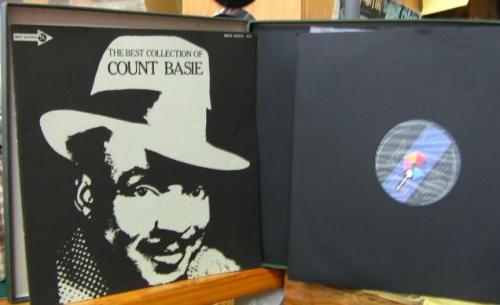 THE BEST COLLECTION OF
COUNT BASIE